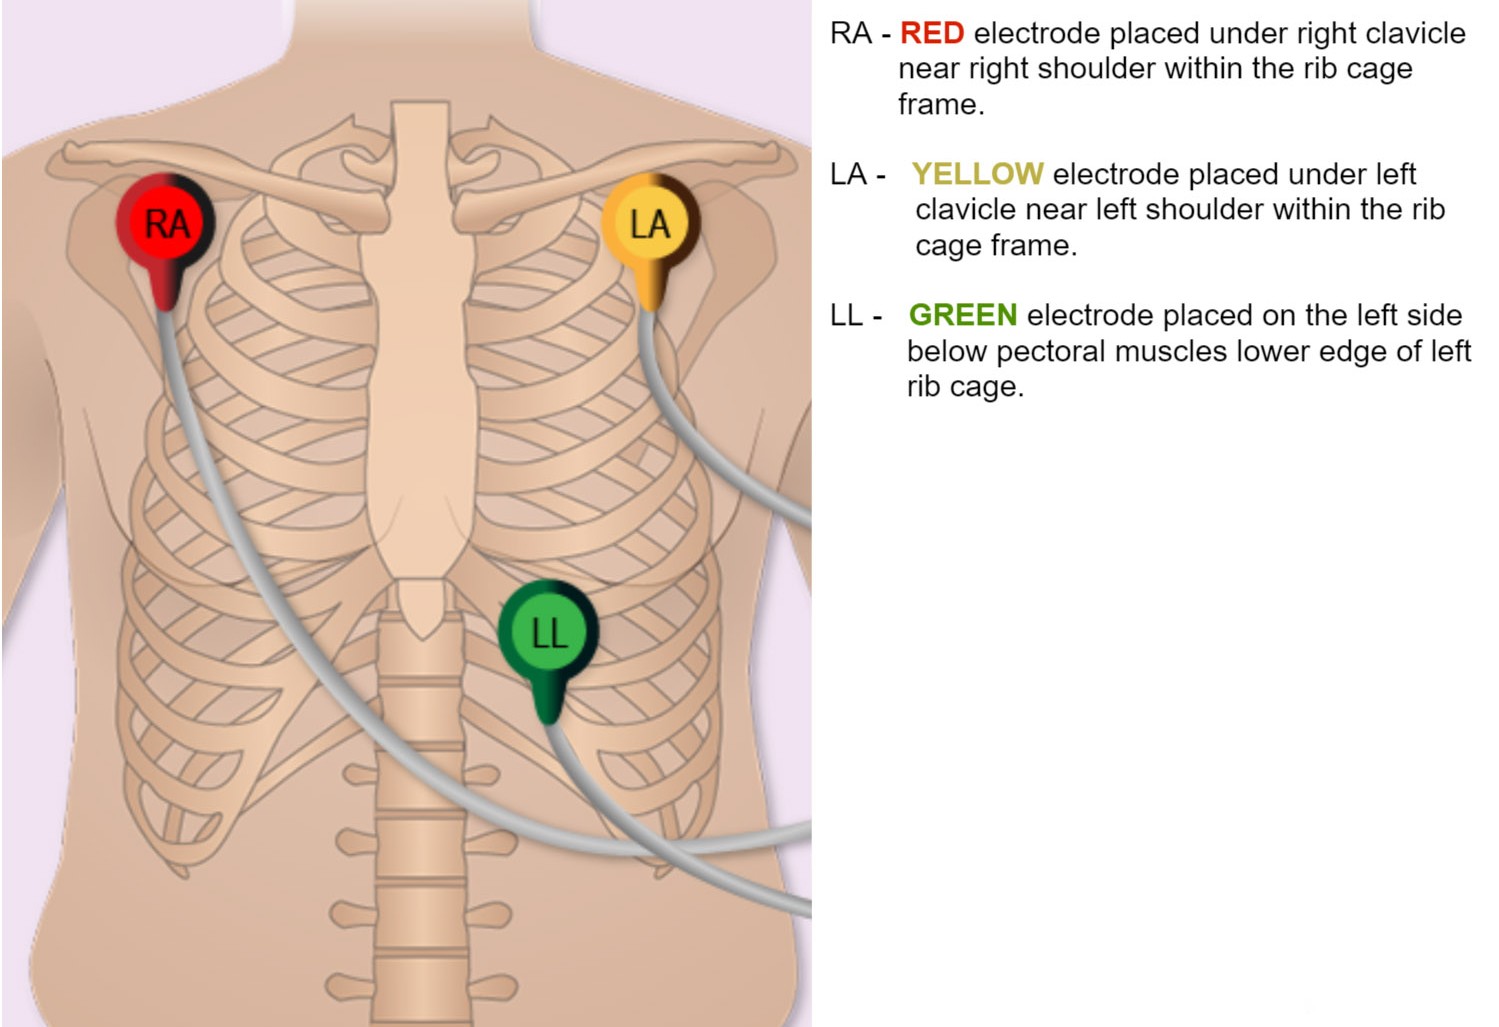 RA
LA
LL
RA - RED electrode placed under right clavicle
near right shoulder within the rib cage
frame.
LA - YELLOW electrode placed under left
clavicle near left shoulder within the rib
cage frame.
LL - GREEN electrode placed on the left side
below pectoral muscles lower edge of left
rib cage.